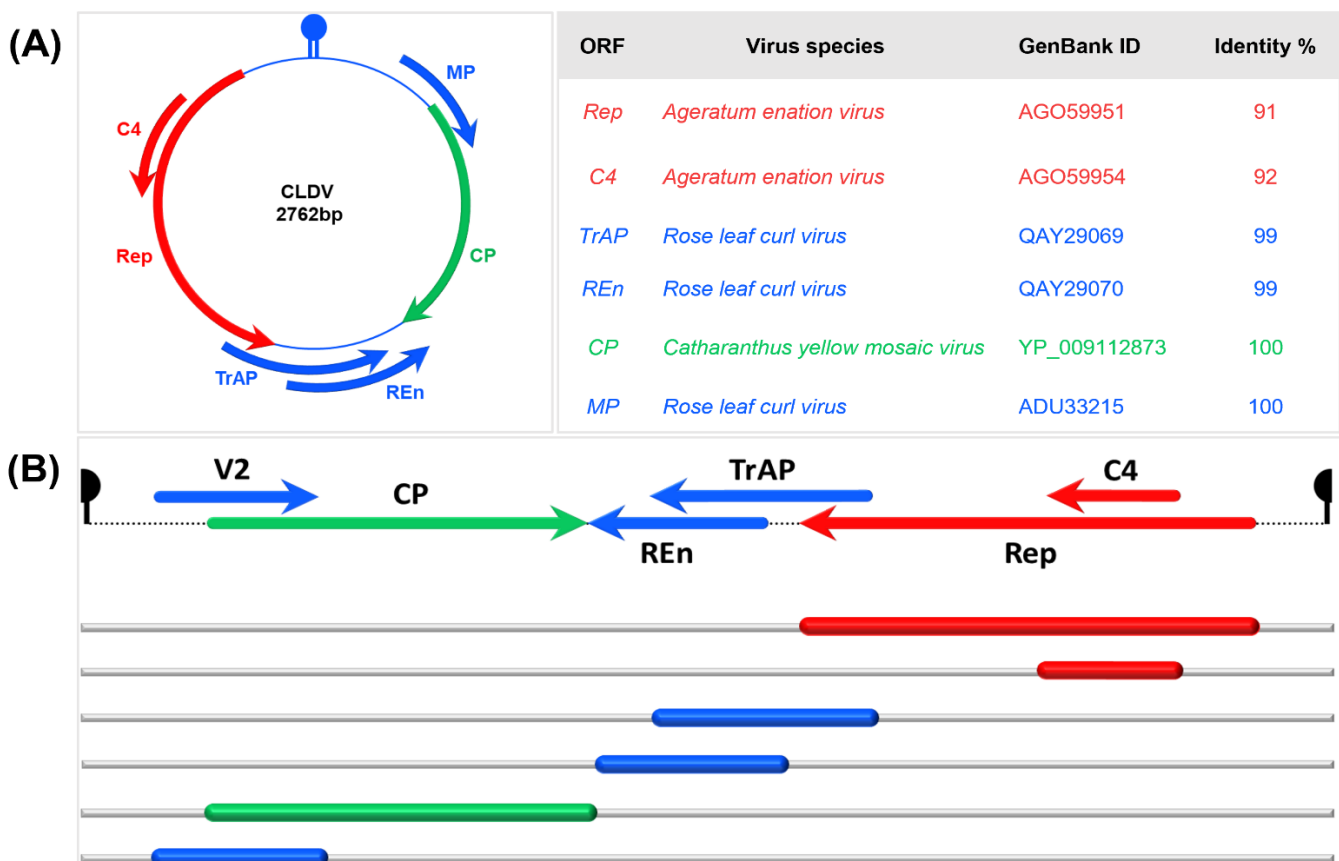 (A)
MP
C4
CLDV
2762bp
Rep
CP
TrAP
REn
ORF Virus species GenBank ID Identity %
Rep Ageratum enation virus AGO59951 91
C4 Ageratum enation virus AGO59954 92
TrAP Rose leaf curl virus QAY29069 99
REn Rose leaf curl virus QAY29070 99
CP Catharanthus yellow mosaic virus YP_009112873 100
MP Rose leaf curl virus ADU33215 100
(B)
V2 TrAP C4
CP
REn Rep